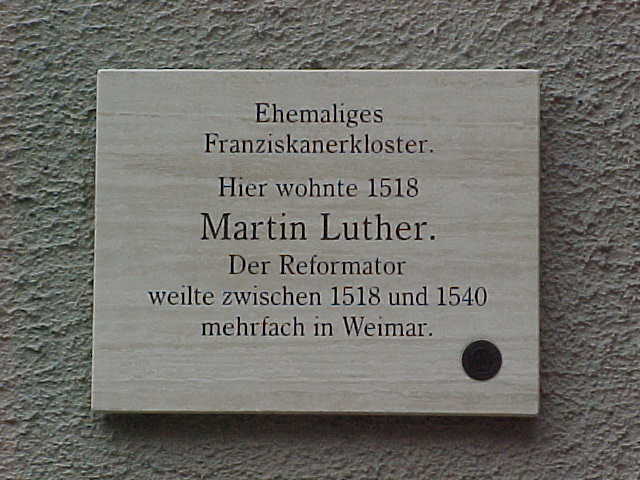 Ehemaliges
Franziskanerkloster.
Hier wohnte 1518
Martin Luther.
Der Reformator
weilte zwischen 1518 und 1540
mehrfach in Weimar.